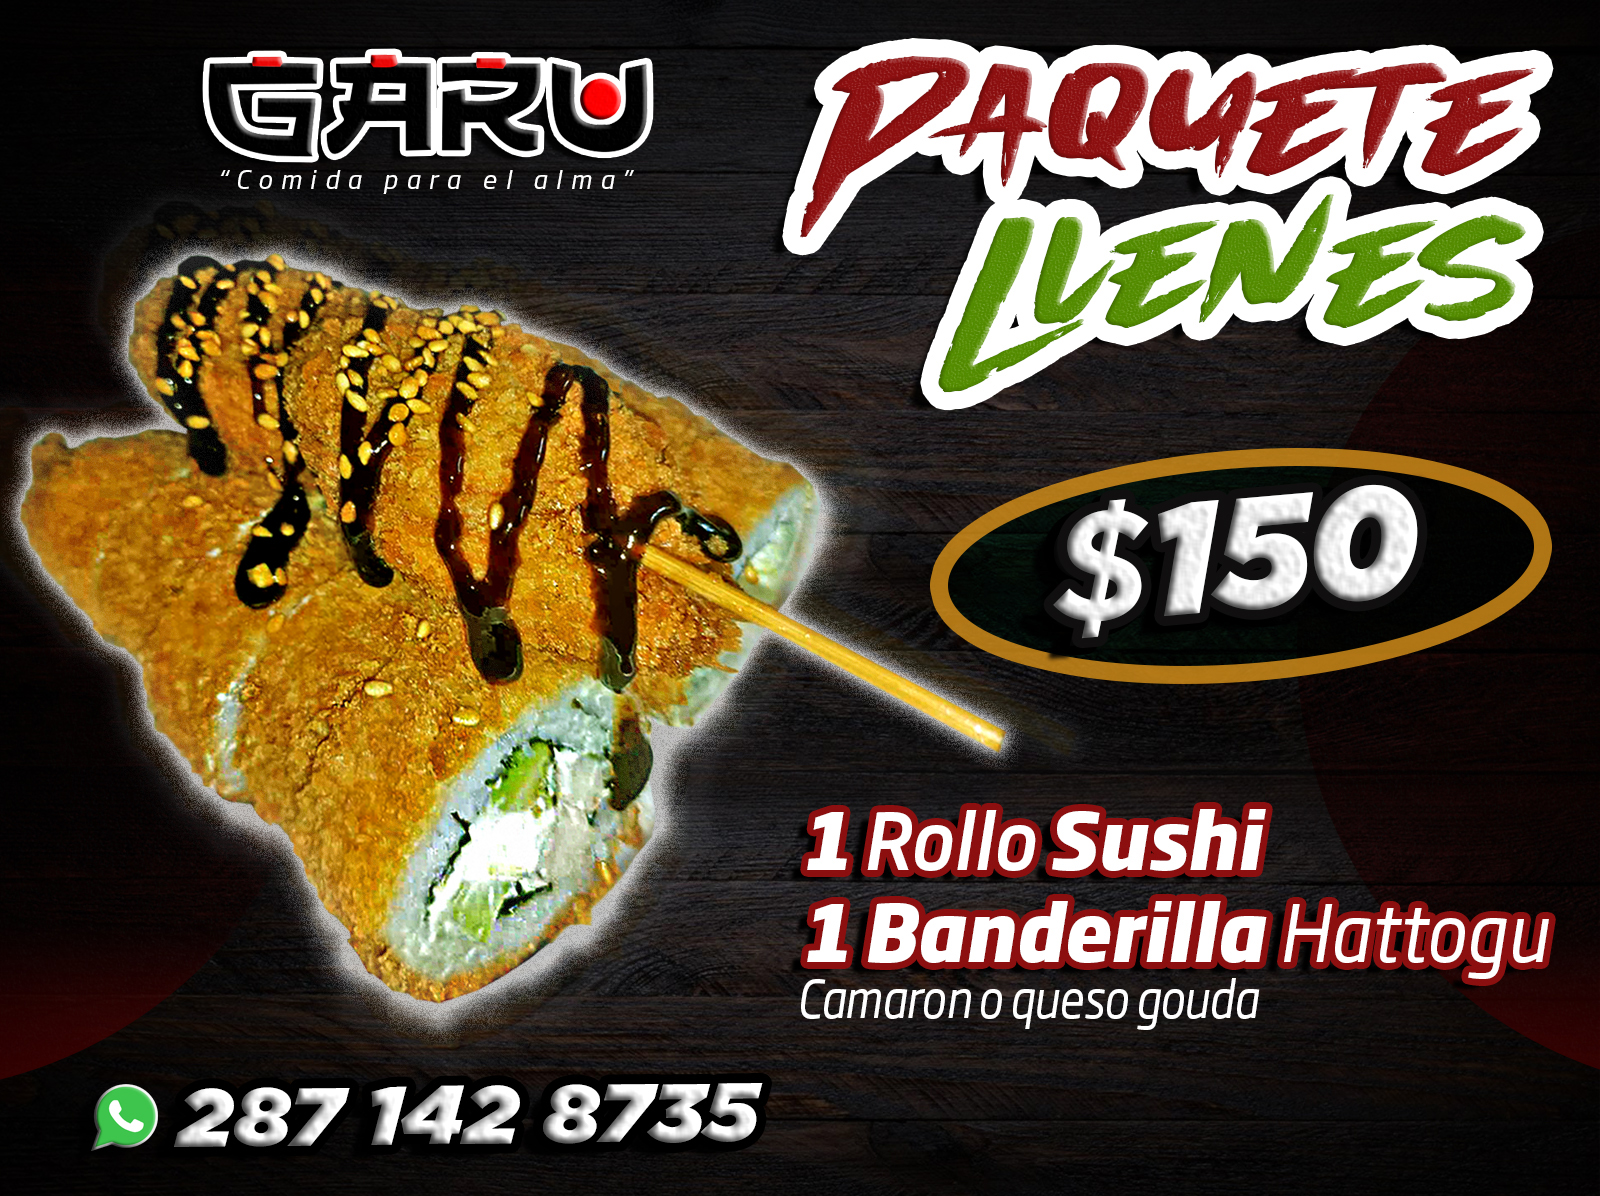 GARU
“Comida para el alma”
PAQUETE
LLENES
$150
1 Rollo Sushi
1 Banderilla Hattogu
Camaron o queso gouda
287 142 8735